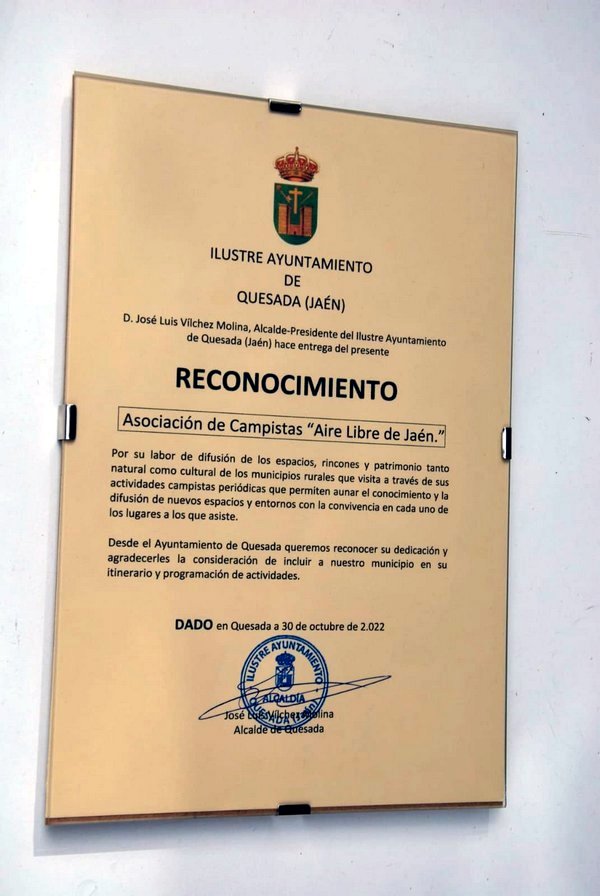 ILUSTRE AYUNTAMIENTO
DE
QUESADA (JAÉN)
D. José Luis Vílchez Molina, Alcalde-Presidente del Ilustre Ayuntamiento
de Quesada (Jaén) hace entrega del presente
RECONOCIMIENTO
Asociación de Campistas “Aire Libre de Jaén.”
Por su labor de difusión de los espacios, rincones y patrimonio tanto
natural como cultural de los municipios rurales que visita a través de sus
actividades campistas periódicas que permiten aunar el conocimiento y la
difusión de nuevos espacios y entornos con la convivencia en cada uno de
los lugares a los que asiste.
Desde el Ayuntamiento de Quesada queremos reconocer su dedicación y
agradecerles la consideración de incluir a nuestro municipio en su
itinerario y programación de actividades.
DADO en Quesada a 30 de octubre de 2.022
ILUSTRE AYUNTAMIENTO
ALCALDÍA
QUESADA (Jaén)
José Luis Vílchez Molina
Alcalde de Quesada